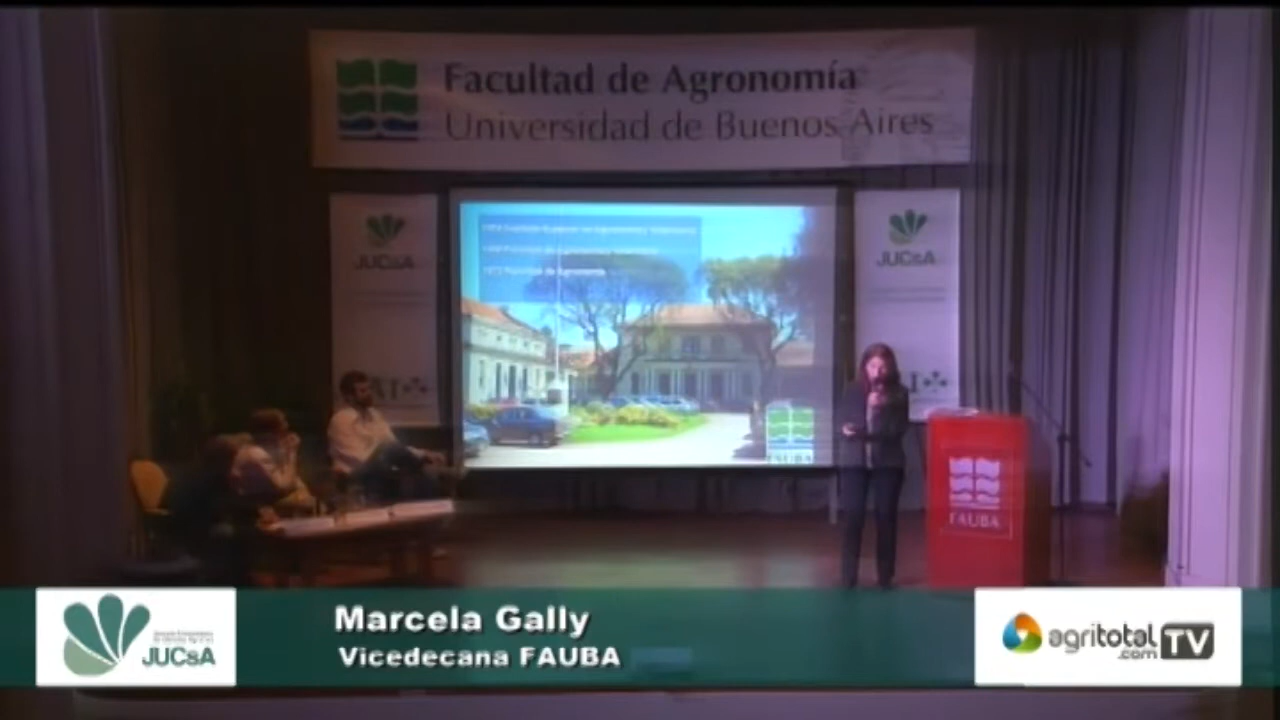 Facultad de Agronomía
Universidad de Buenos Aires
JUCsA
JUCsA
FAUBA
FAUBA
Marcela Gally
Vicedecana FAUBA
JUCsA
agritotal
.com
TV